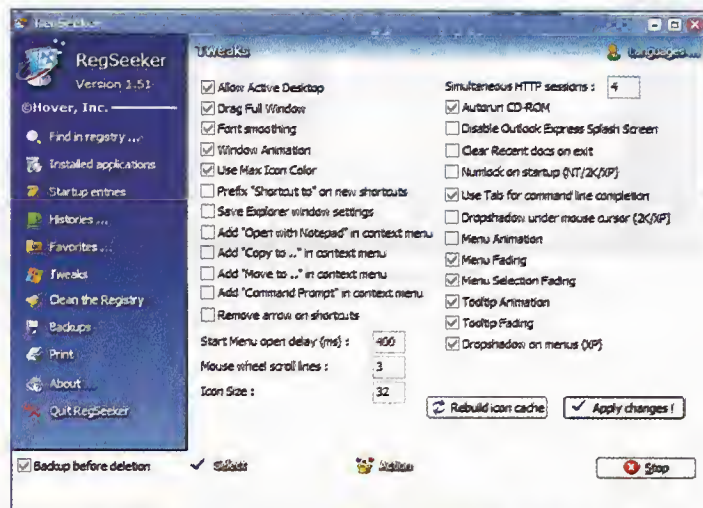 RegSeeker
RegSeeker
Version 1.51
©Hover, Inc.
Find in registry ...
Installed applications
Startup entries
Histories ...
Favorites ...
Tweaks
Clean the Registry
Backups
Print
About
Quit RegSeeker
Tweaks
Languages ...
Allow Active Desktop
Drag Full Window
Font smoothing
Window Animation
Use Max Icon Color
Prefix "Shortcut to" on new shortcuts
Save Explorer window settings
Add "Open with Notepad" in context menu
Add "Copy to .." in context menu
Add "Move to .." in context menu
Add "Command Prompt" in context menu
Remove arrow on shortcuts
Start Menu open delay (ms) : 400
Mouse wheel scroll lines : 3
Icon Size : 32
Simultaneous HTTP sessions : 4
Autorun CD-ROM
Disable Outlook Express Splash Screen
Clear Recent docs on exit
Numlock on startup (NT/2K/XP)
Use Tab for command line completion
Dropshadow under mouse cursor (2K/XP)
Menu Animation
Menu Fading
Menu Selection Fading
Tooltip Animation
Tooltip Fading
Dropshadow on menus (XP)
Rebuild icon cache
Apply changes !
Backup before deletion
Select
Action
Stop